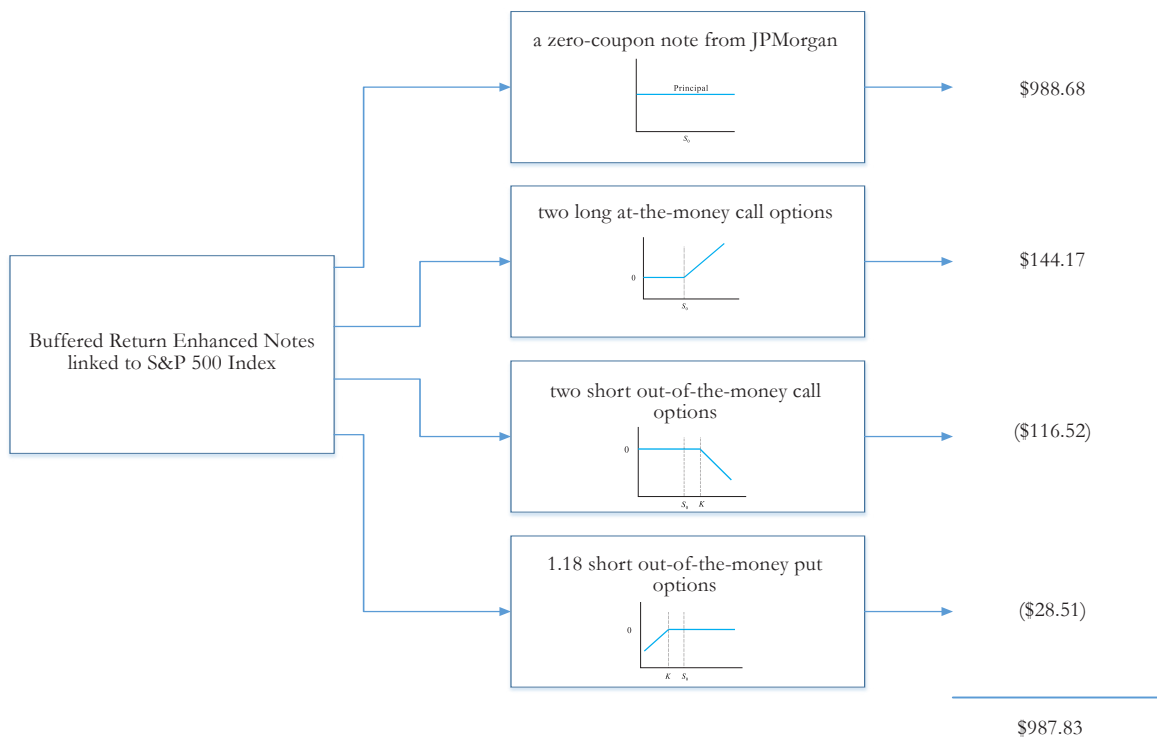 a zero-coupon note from JPMorgan
Principal
S₀
$988.68
two long at-the-money call options
0
S₀
$144.17
Buffered Return Enhanced Notes
linked to S&P 500 Index
two short out-of-the-money call
options
0
S₀ K
($116.52)
1.18 short out-of-the-money put
options
0
K S₀
($28.51)
$987.83